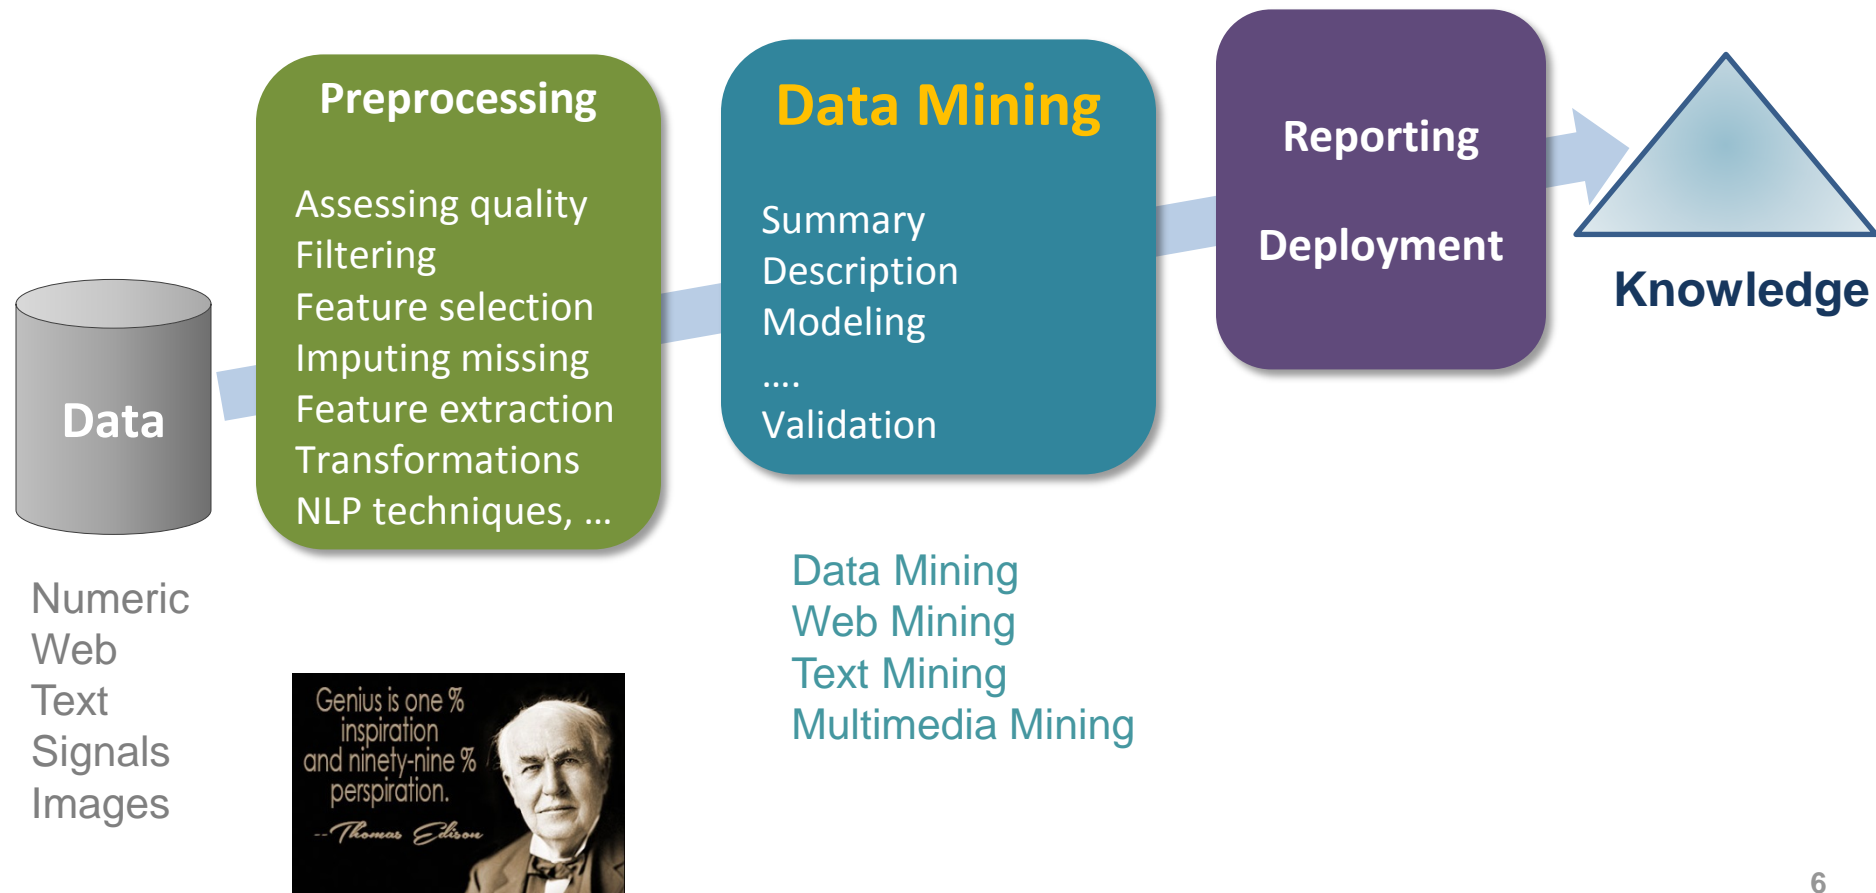 Data
Numeric
Web
Text
Signals
Images
Preprocessing
Assessing quality
Filtering
Feature selection
Imputing missing
Feature extraction
Transformations
NLP techniques, ...
Genius is one %
inspiration
and ninety-nine %
perspiration.
--Thomas Edison
Data Mining
Summary
Description
Modeling
....
Validation
Data Mining
Web Mining
Text Mining
Multimedia Mining
Reporting
Deployment
Knowledge
6